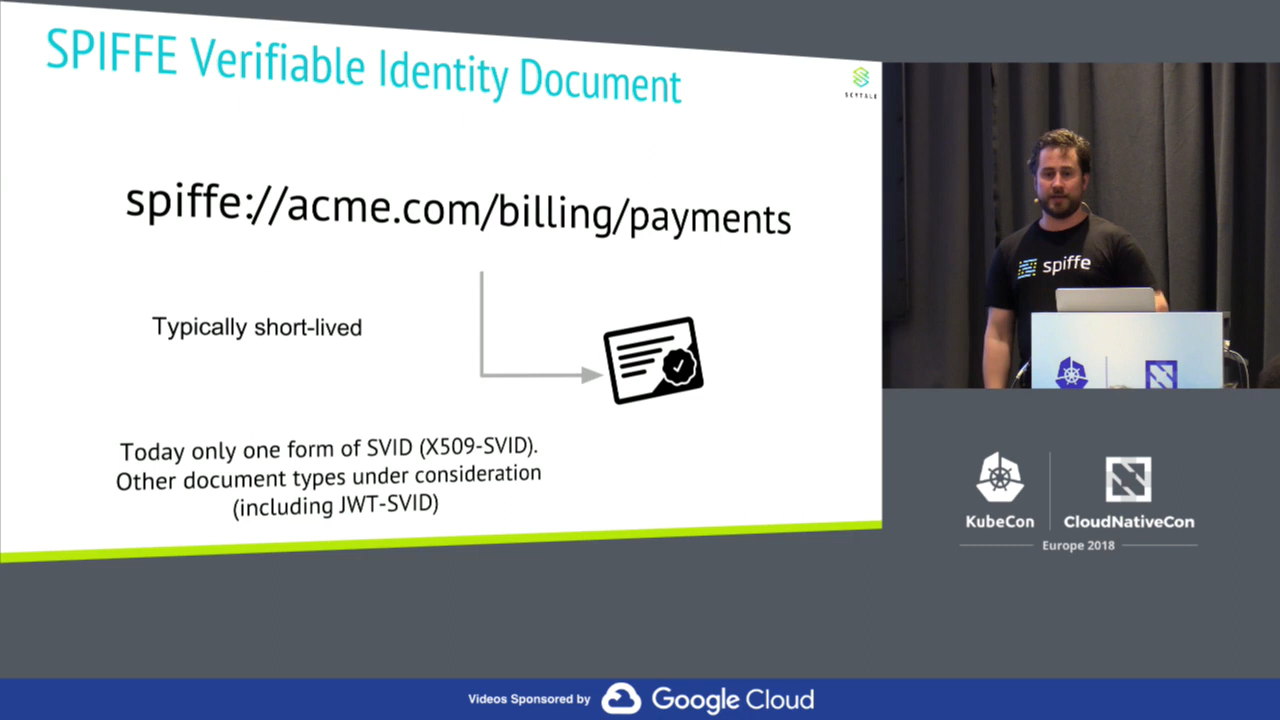 SPIFFE Verifiable Identity Document
SCYTALE
spiffe://acme.com/billing/payments
Typically short-lived
Today only one form of SVID (X509-SVID).
Other document types under consideration
(including JWT-SVID)
spiffe
KubeCon
CloudNativeCon
Europe 2018
Videos Sponsored by Google Cloud